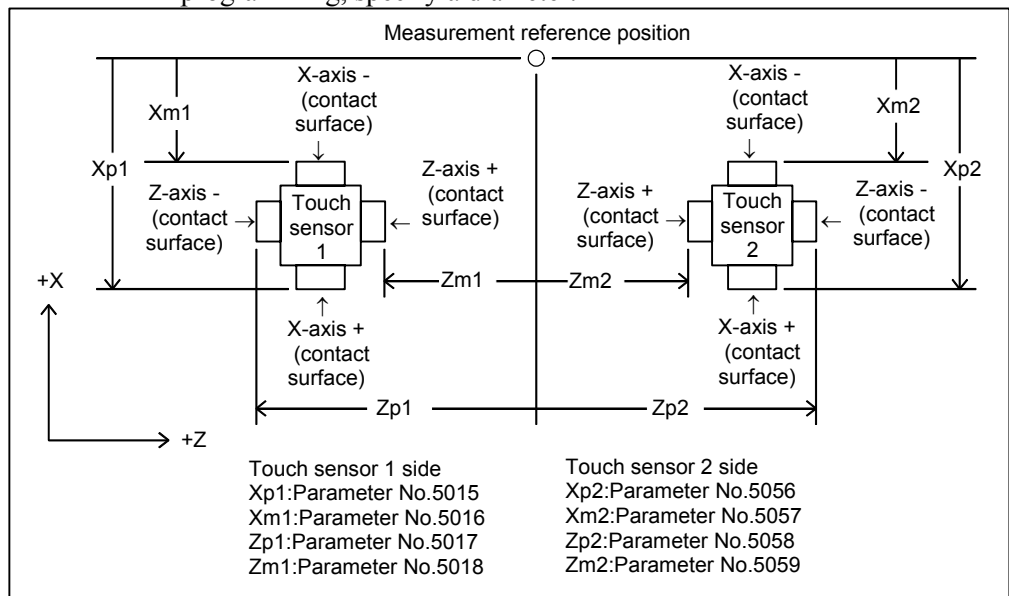 Measurement reference position
X-axis -
(contact
surface)
X-axis -
(contact
surface)
Xm1
Xm2
Xp1
Xp2
Z-axis -
(contact
surface)
Touch
sensor
1
Z-axis +
(contact
surface)
Z-axis +
(contact
surface)
Touch
sensor
2
Z-axis -
(contact
surface)
Zm1
Zm2
+X
X-axis +
(contact
surface)
X-axis +
(contact
surface)
Zp1
Zp2
+Z
Touch sensor 1 side
Xp1:Parameter No.5015
Xm1:Parameter No.5016
Zp1:Parameter No.5017
Zm1:Parameter No.5018
Touch sensor 2 side
Xp2:Parameter No.5056
Xm2:Parameter No.5057
Zp2:Parameter No.5058
Zm2:Parameter No.5059